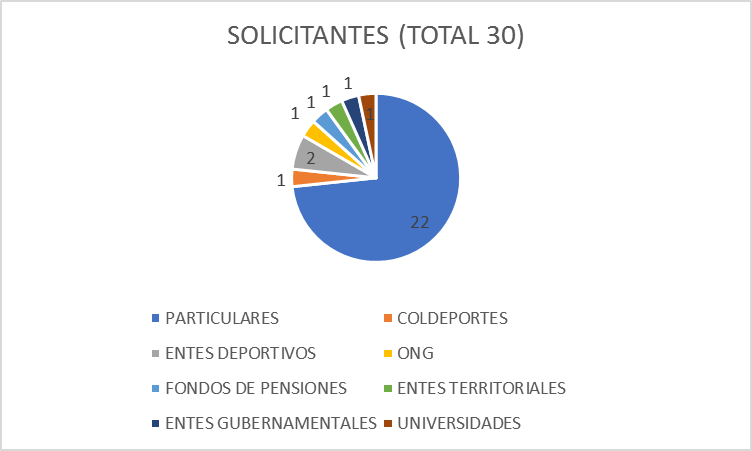 SOLICITANTES (TOTAL 30)
1
1
1
1
1
1
2
1
22
PARTICULARES
COLDEPORTES
ENTES DEPORTIVOS
ONG
FONDOS DE PENSIONES
ENTES TERRITORIALES
ENTES GUBERNAMENTALES
UNIVERSIDADES